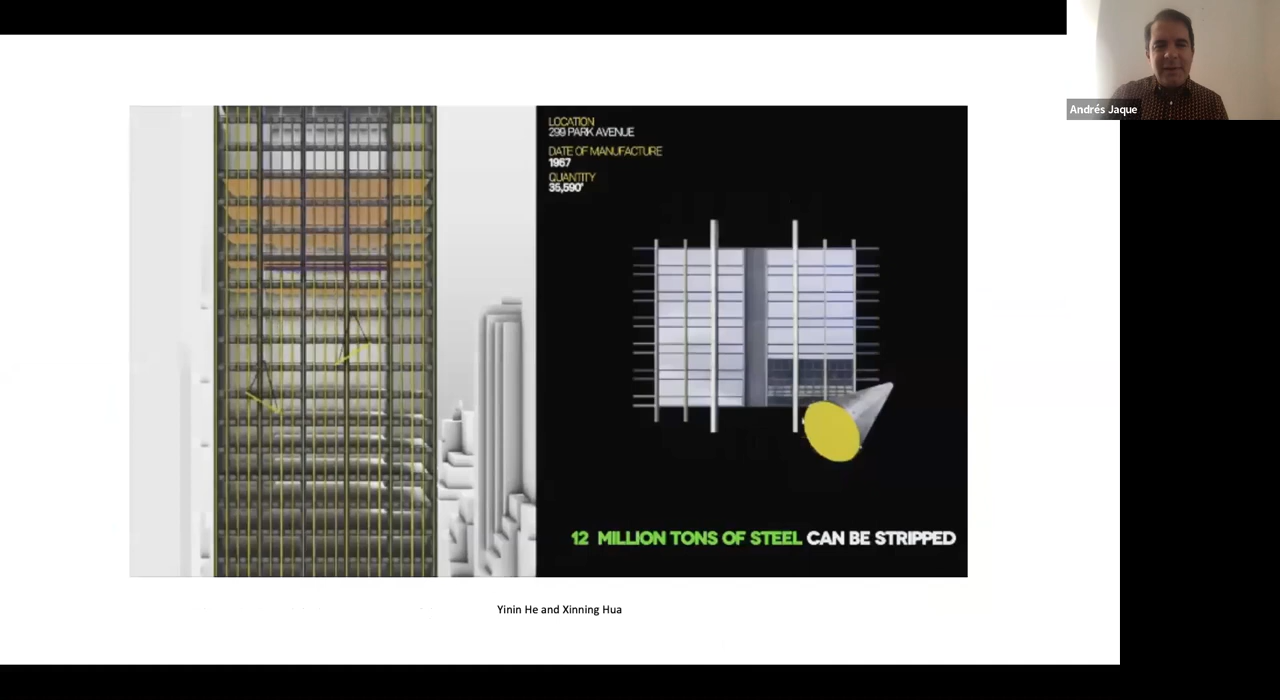 Andrés Jaque
LOCATION
299 PARK AVENUE
DATE OF MANUFACTURE
1967
QUANTITY
35,590'
12 MILLION TONS OF STEEL CAN BE STRIPPED
Yinin He and Xinning Hua